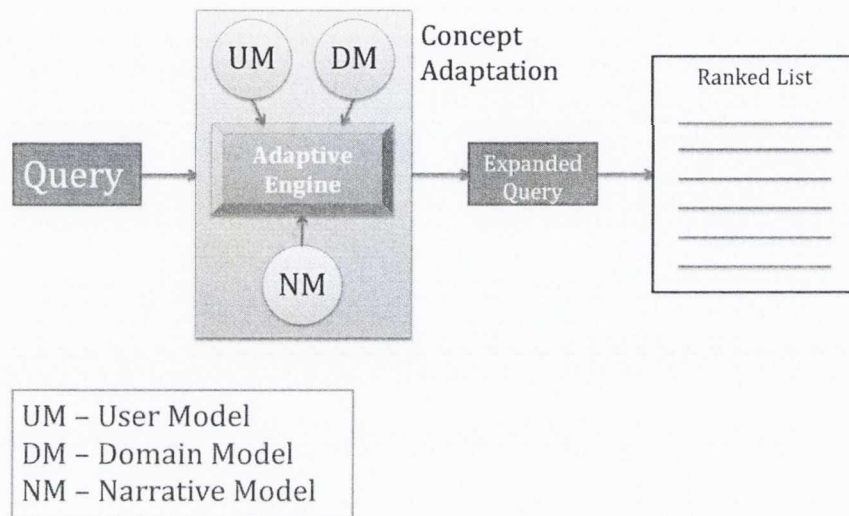 UM
DM
Concept
Adaptation
Query
Adaptive
Engine
NM
Expanded
Query
Ranked List
UM – User Model
DM – Domain Model
NM – Narrative Model